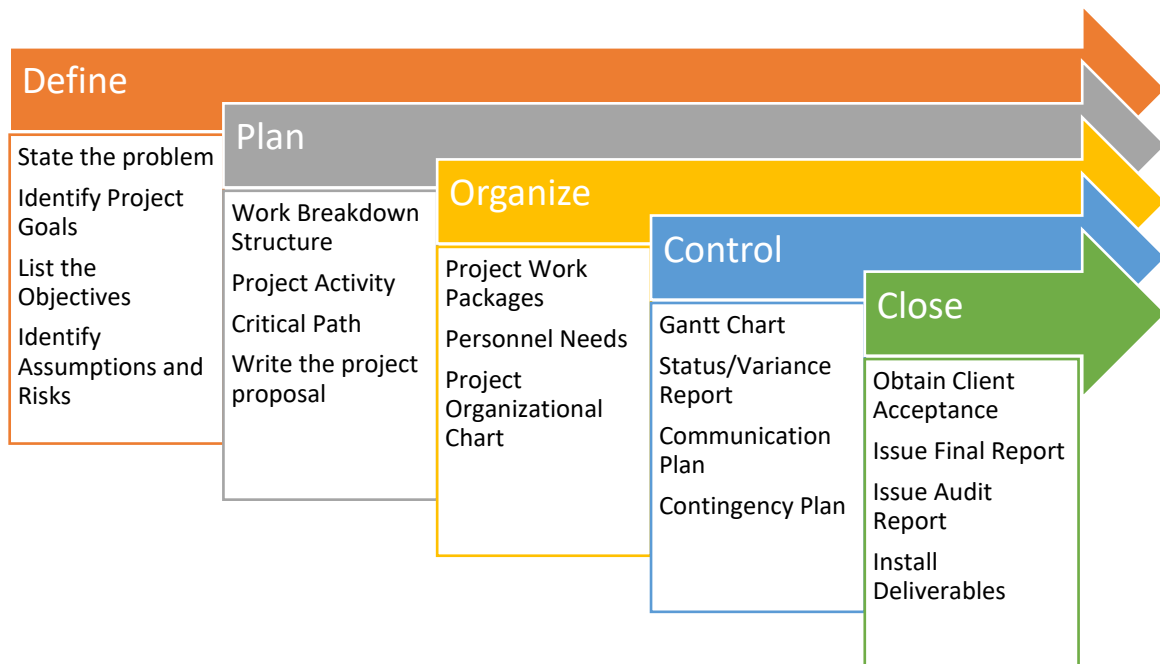 Define
State the problem
Identify Project
Goals
List the
Objectives
Identify
Assumptions and
Risks
Plan
Work Breakdown
Structure
Project Activity
Critical Path
Write the project
proposal
Organize
Project Work
Packages
Personnel Needs
Project
Organizational
Chart
Control
Gantt Chart
Status/Variance
Report
Communication
Plan
Contingency Plan
Close
Obtain Client
Acceptance
Issue Final Report
Issue Audit
Report
Install
Deliverables